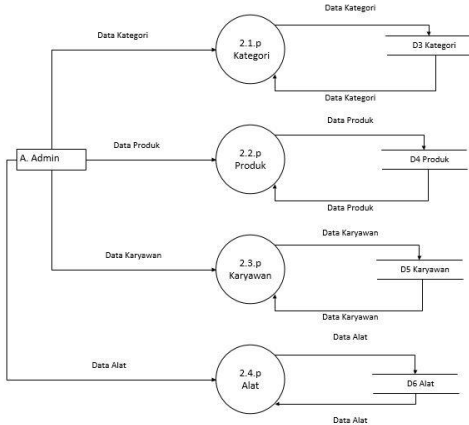 Data Kategori
Data Kategori
2.1.p
Kategori
D3 Kategori
Data Kategori
Data Produk
A. Admin
Data Produk
2.2.p
Produk
D4 Produk
Data Produk
Data Karyawan
Data Karyawan
2.3.p
Karyawan
D5 Karyawan
Data Karyawan
Data Alat
Data Alat
2.4.p
Alat
D6 Alat
Data Alat